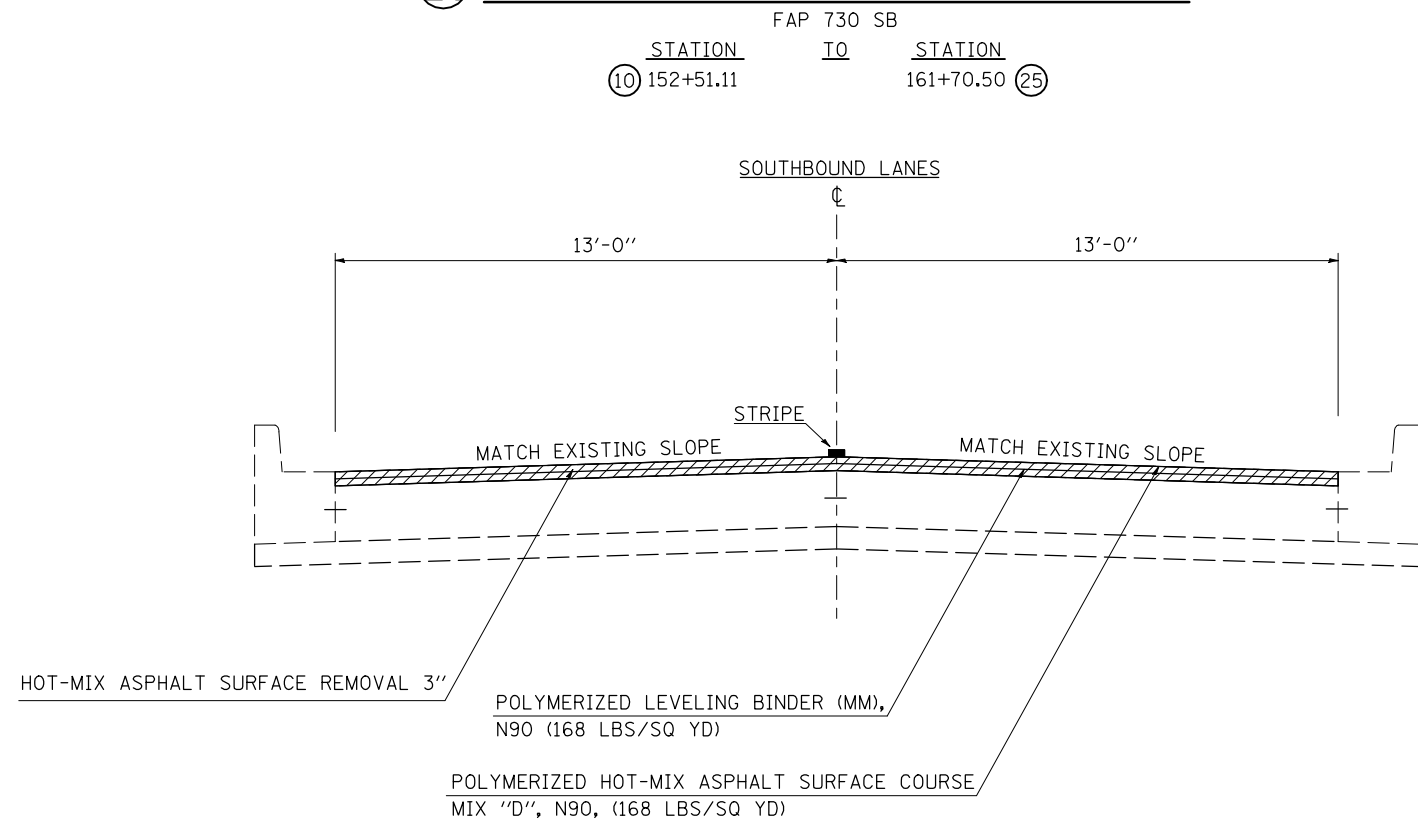 FAP 730 SB
STATION TO STATION
10 152+51.11 161+70.50 25
SOUTHBOUND LANES
℄
13'-0'' 13'-0''
STRIPE
MATCH EXISTING SLOPE MATCH EXISTING SLOPE
HOT-MIX ASPHALT SURFACE REMOVAL 3''
POLYMERIZED LEVELING BINDER (MM),
N90 (168 LBS/SQ YD)
POLYMERIZED HOT-MIX ASPHALT SURFACE COURSE
MIX ''D'', N90, (168 LBS/SQ YD)